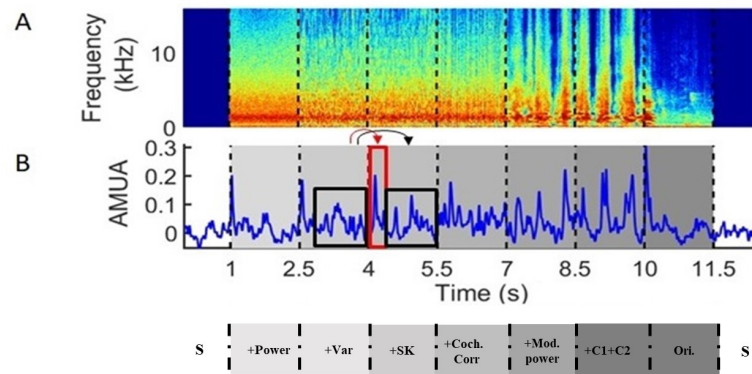 A
Frequency
(kHz)
10
0
B
AMUA
0.3
0.2
0.1
0
1 2.5 4 5.5 7 8.5 10 11.5
Time (s)
S +Power +Var +SK +Coch. Corr +Mod. power +C1+C2 Ori. S